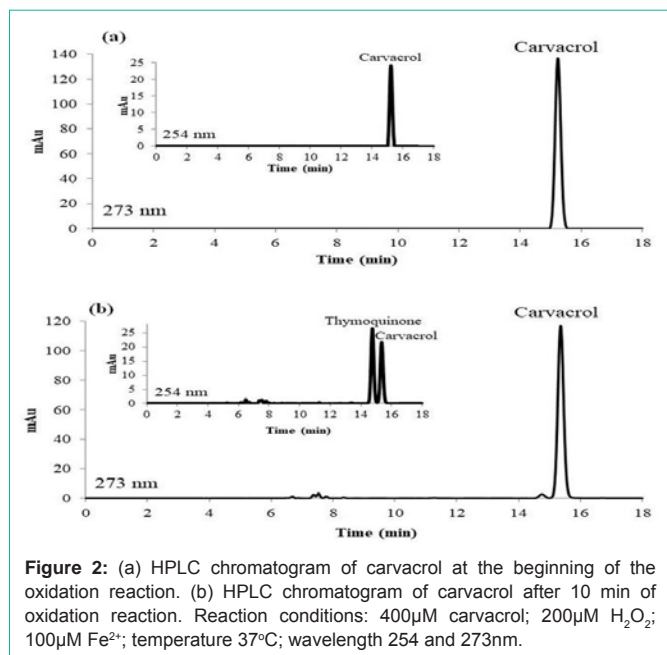 (a)
Carvacrol
140
120
100
80
60
40
20
0
mAu
25
20
15
10
5
0
mAu
Carvacrol
254 nm
0 2 4 6 8 10 12 14 16 18
Time (min)
273 nm
0 2 4 6 8 10 12 14 16 18
Time (min)
(b)
Carvacrol
120
100
80
60
40
20
0
mAu
Thymoquinone
Carvacrol
25
20
15
10
5
0
mAu
254 nm
0 2 4 6 8 10 12 14 16 18
Time (min)
273 nm
0 2 4 6 8 10 12 14 16 18
Time (min)
Figure 2: (a) HPLC chromatogram of carvacrol at the beginning of the
oxidation reaction. (b) HPLC chromatogram of carvacrol after 10 min of
oxidation reaction. Reaction conditions: 400µM carvacrol; 200µM H₂O₂;
100µM Fe²⁺; temperature 37°C; wavelength 254 and 273nm.